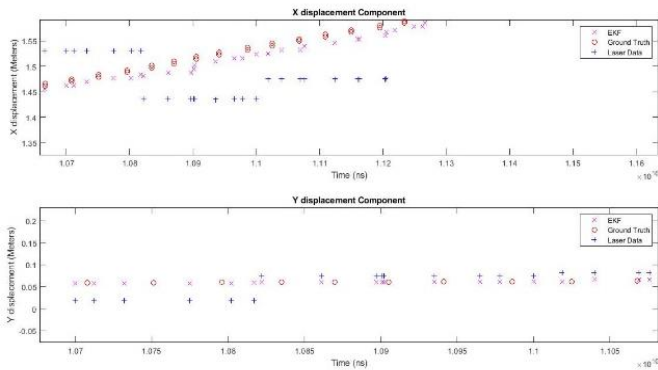 X displacement Component
X displacement (Meters)
1.55
1.5
1.45
1.4
1.35
EKF
Ground Truth
Laser Data
1.07
1.08
1.09
1.1
1.11
1.12
1.13
1.14
1.15
1.16
Time (ns)
Y displacement Component
Y displacement (Meters)
0.2
0.15
0.1
0.05
0
-0.05
EKF
Ground Truth
Laser Data
1.07
1.075
1.08
1.085
1.09
1.095
1.1
1.105
Time (ns)